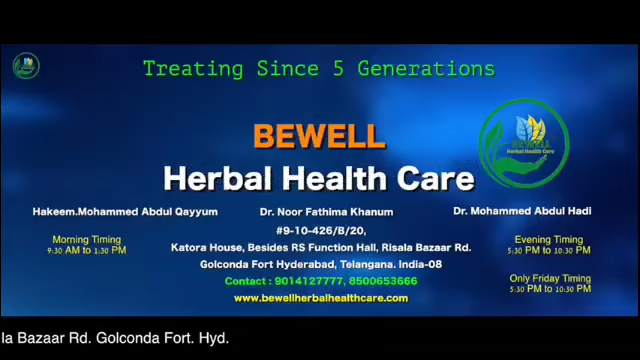 Treating Since 5 Generations
BEWELL
Herbal Health Care
BEWELL
Herbal Health Care
Hakeem.Mohammed Abdul Qayyum
Dr. Noor Fathima Khanum
Dr. Mohammed Abdul Hadi
#9-10-426/B/20,
Morning Timing
9:30 AM to 1:30 PM
Katora House, Besides RS Function Hall, Risala Bazaar Rd.
Evening Timing
5:30 PM to 10:30 PM
Golconda Fort Hyderabad, Telangana. India-08
Contact : 9014127777, 8500653666
Only Friday Timing
5:30 PM to 10:30 PM
www.bewellherbalhealthcare.com
la Bazaar Rd. Golconda Fort. Hyd.